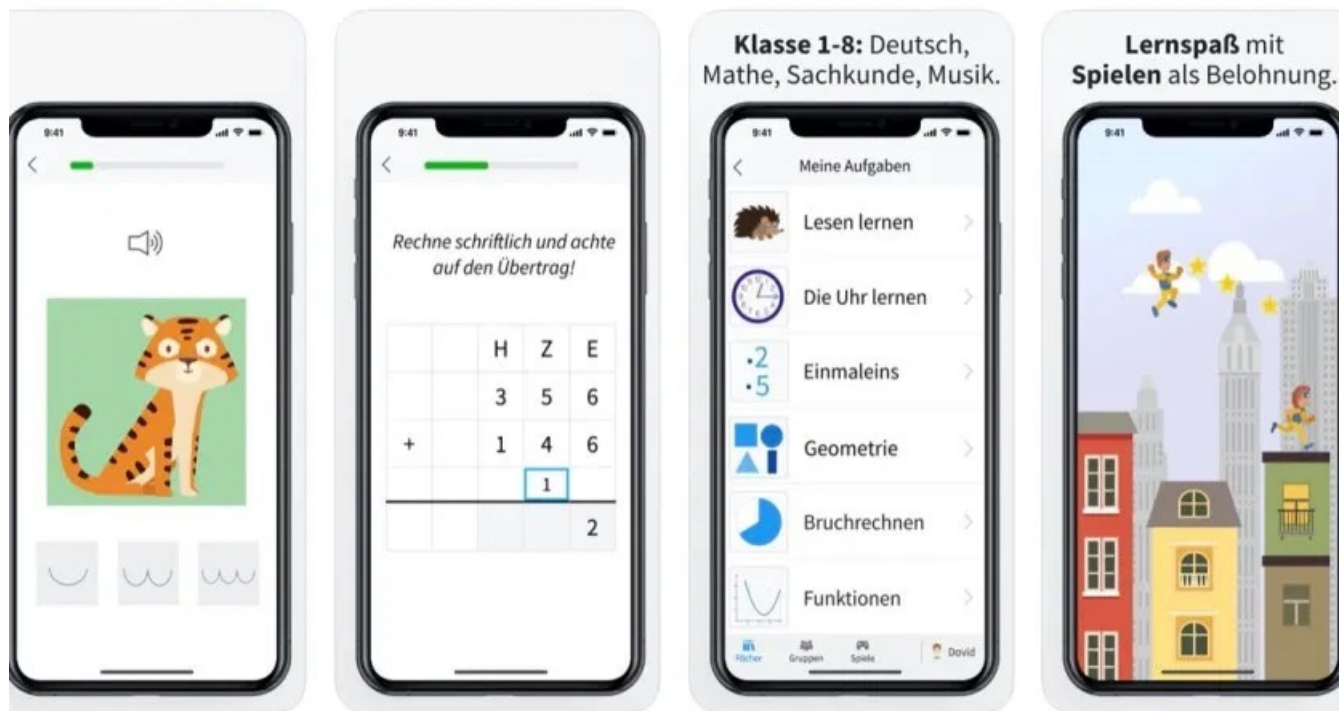 9:41
9:41
Rechne schriftlich und achte
auf den Übertrag!
H Z E
3 5 6
+ 1 4 6
1
2
Klasse 1-8: Deutsch,
Mathe, Sachkunde, Musik.
9:41
Meine Aufgaben
Lesen lernen
Die Uhr lernen
·2
·5
Einmaleins
Geometrie
Bruchrechnen
Funktionen
Fächer Gruppen Spiele David
Lernspaß mit
Spielen als Belohnung.
9:41